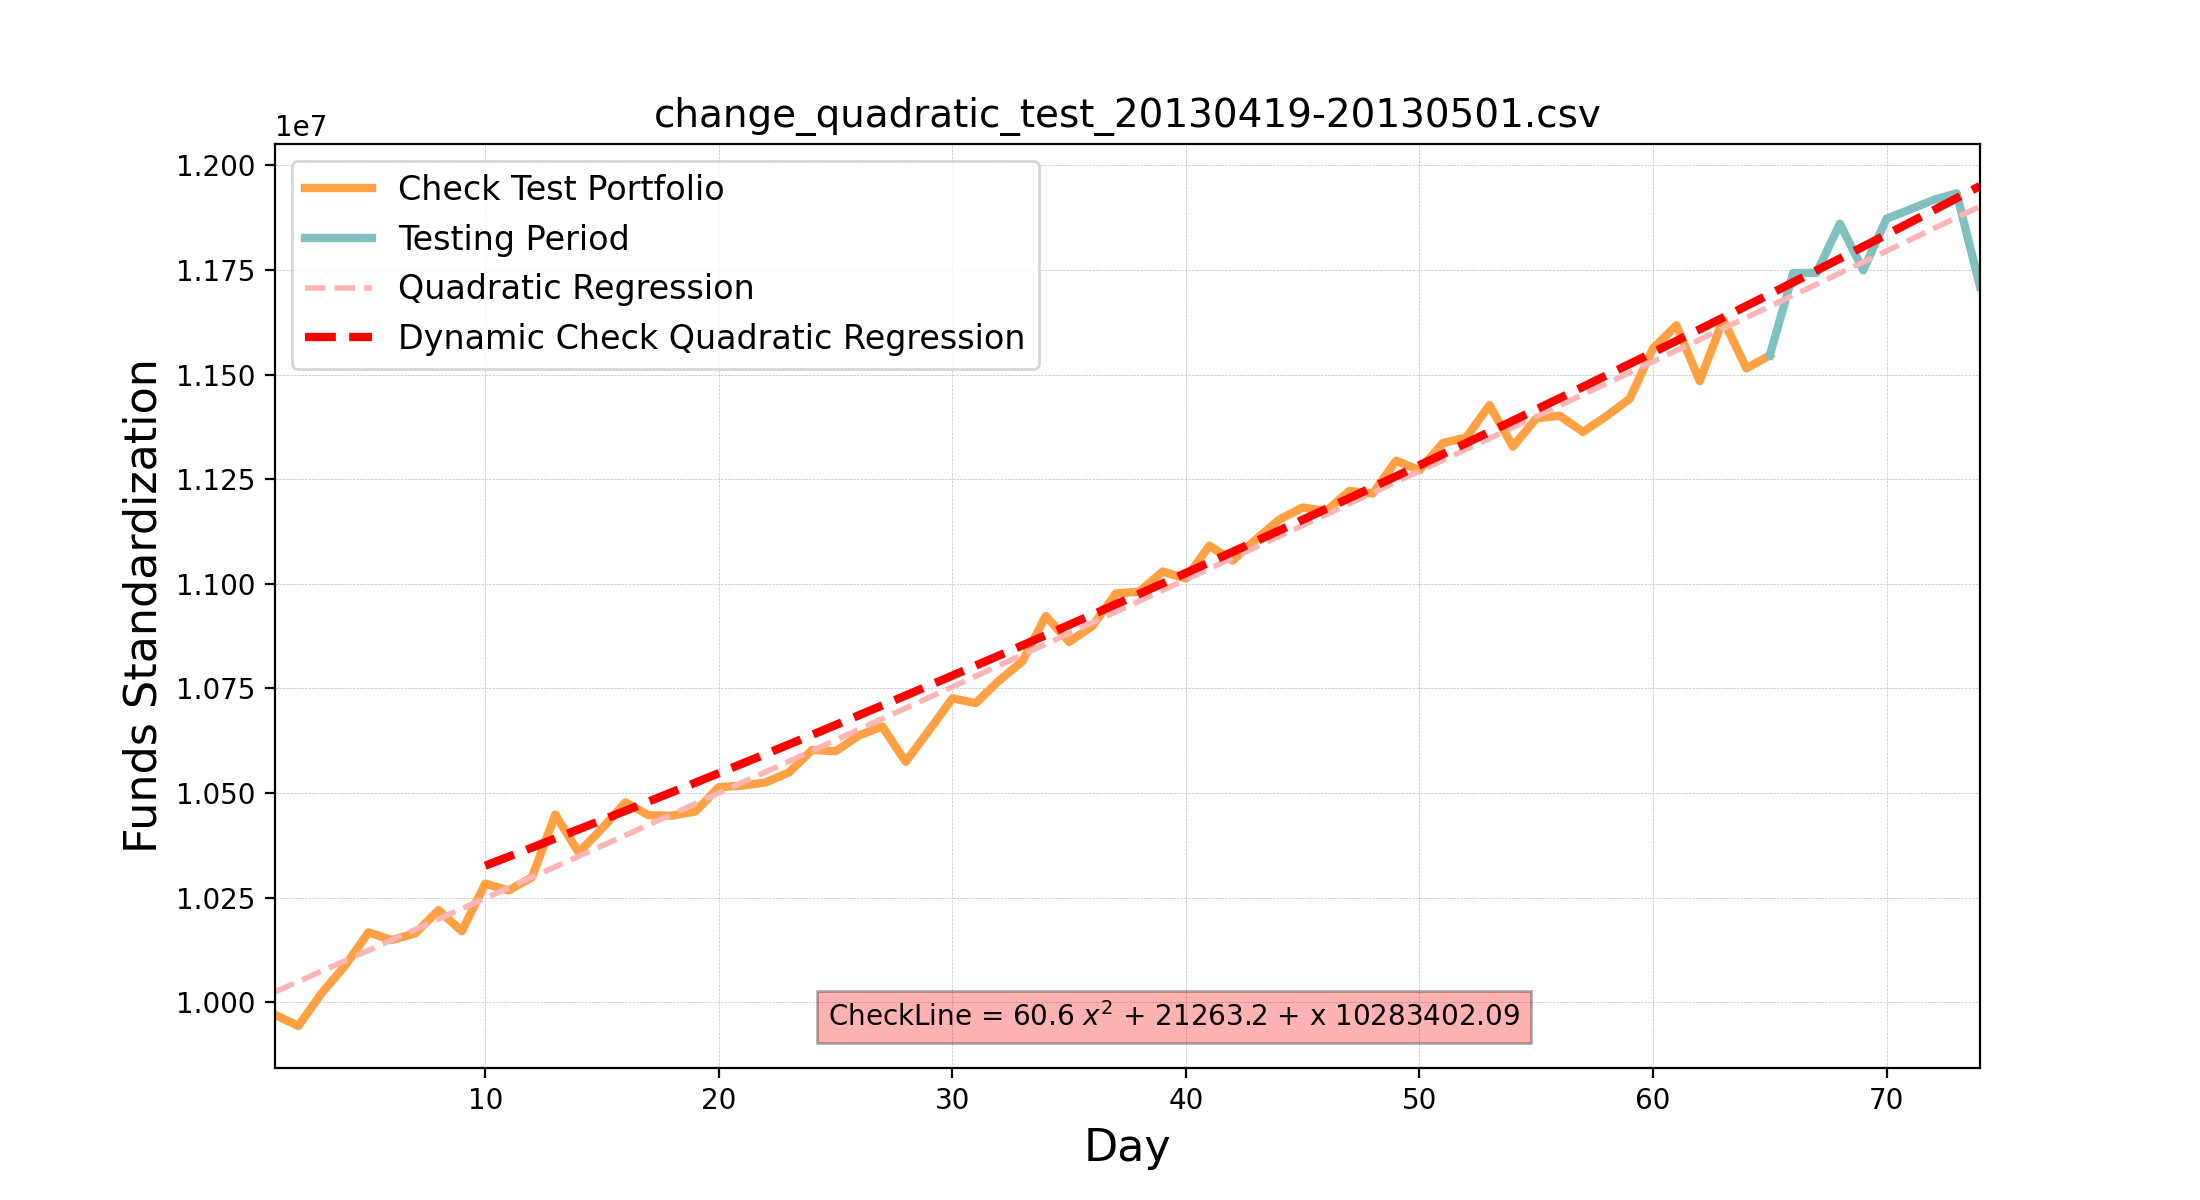 change_quadratic_test_20130419-20130501.csv
1e7
1.200
1.175
1.150
1.125
1.100
1.075
1.050
1.025
1.000
Funds Standardization
Check Test Portfolio
Testing Period
Quadratic Regression
Dynamic Check Quadratic Regression
CheckLine = 60.6 x² + 21263.2 + x 10283402.09
10 20 30 40 50 60 70
Day